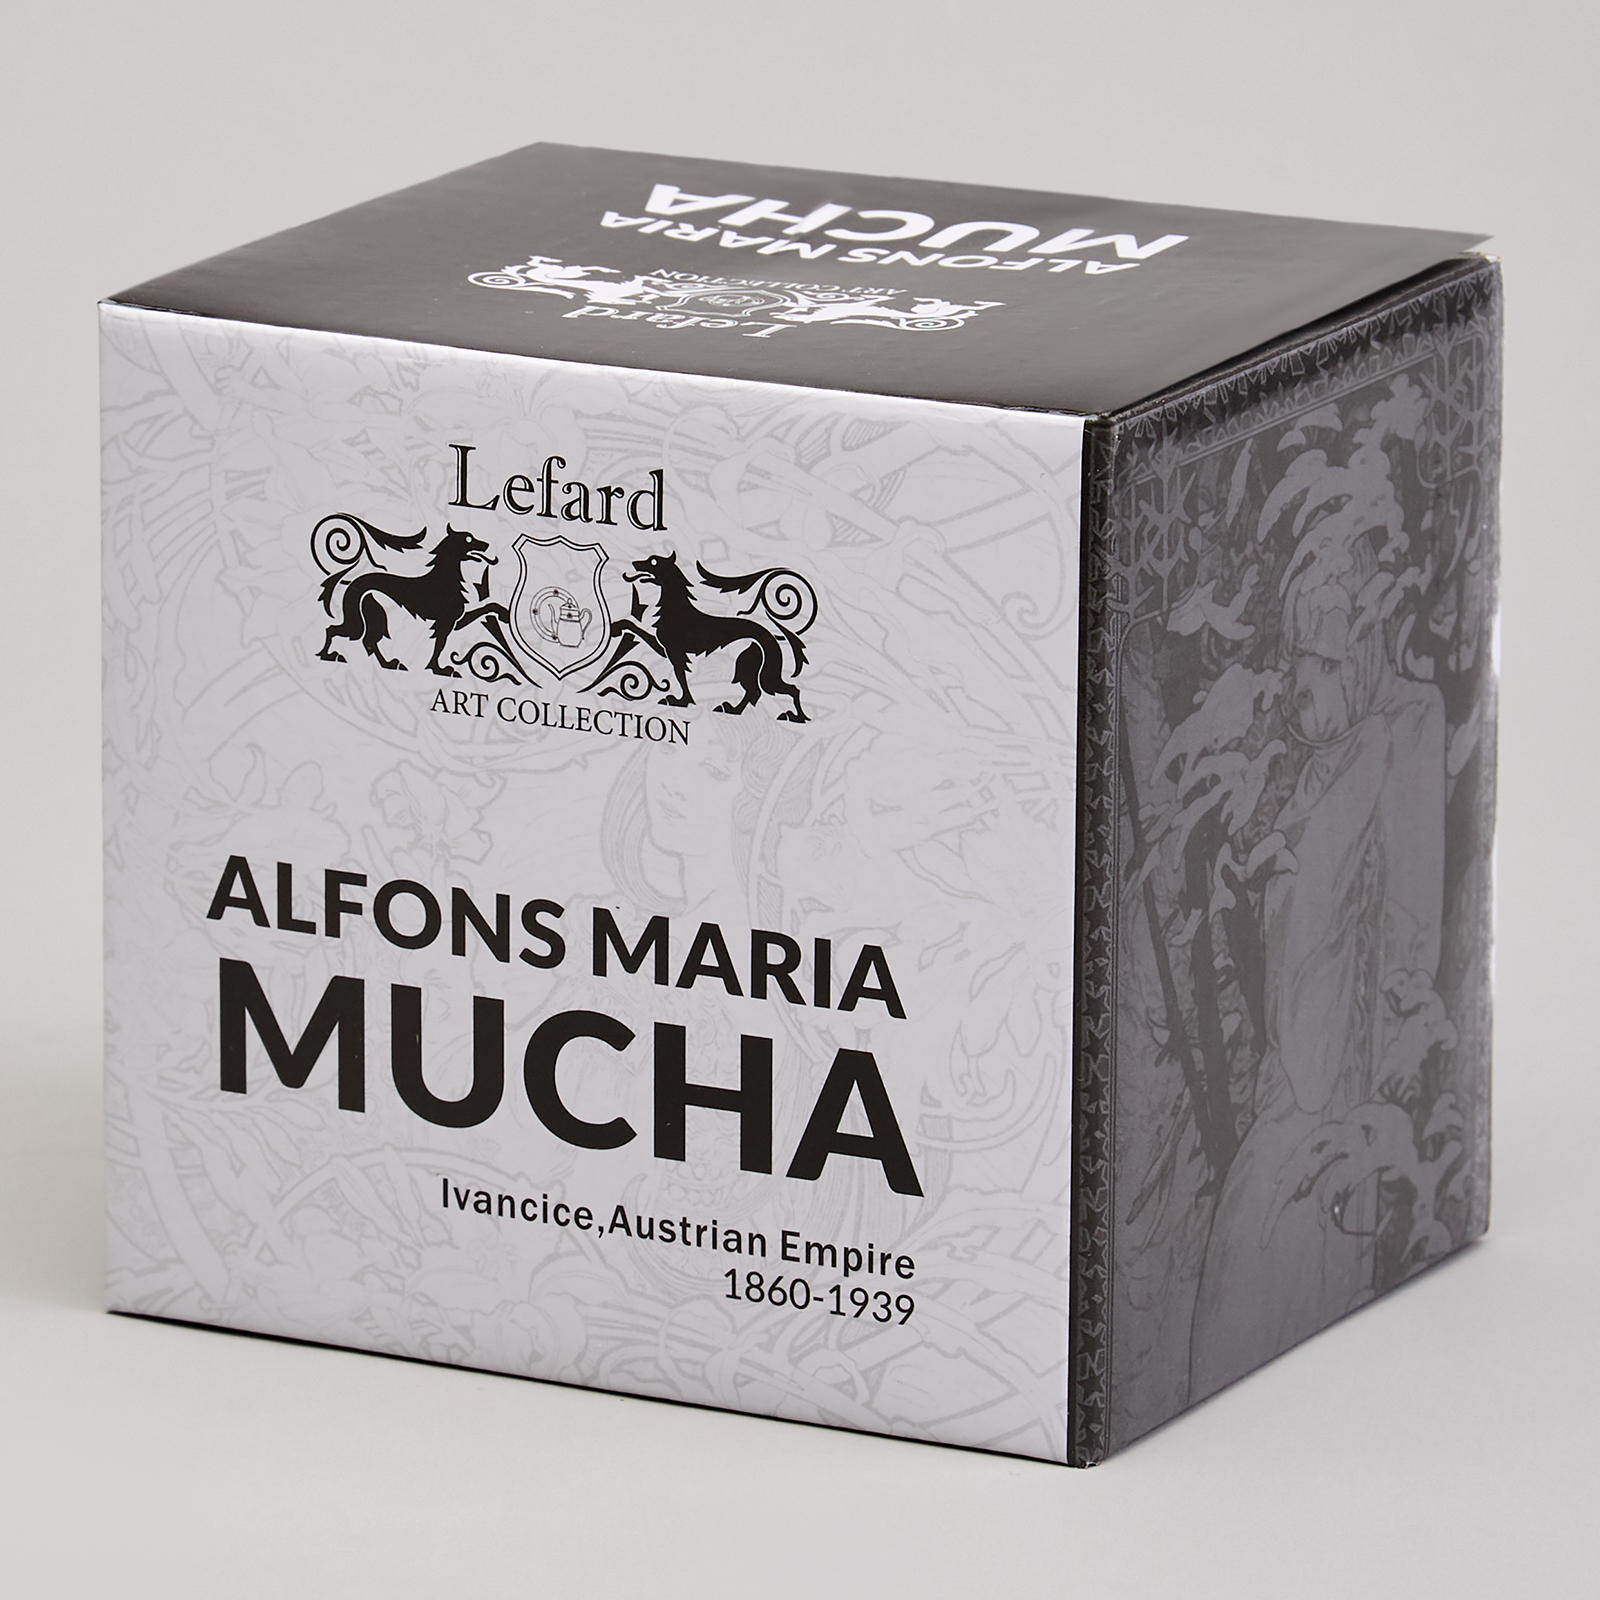 MUCHA
ALFONS MARIA
ART COLLECTION
Lefard
Lefard
ART COLLECTION
ALFONS MARIA
MUCHA
Ivancice,Austrian Empire
1860-1939